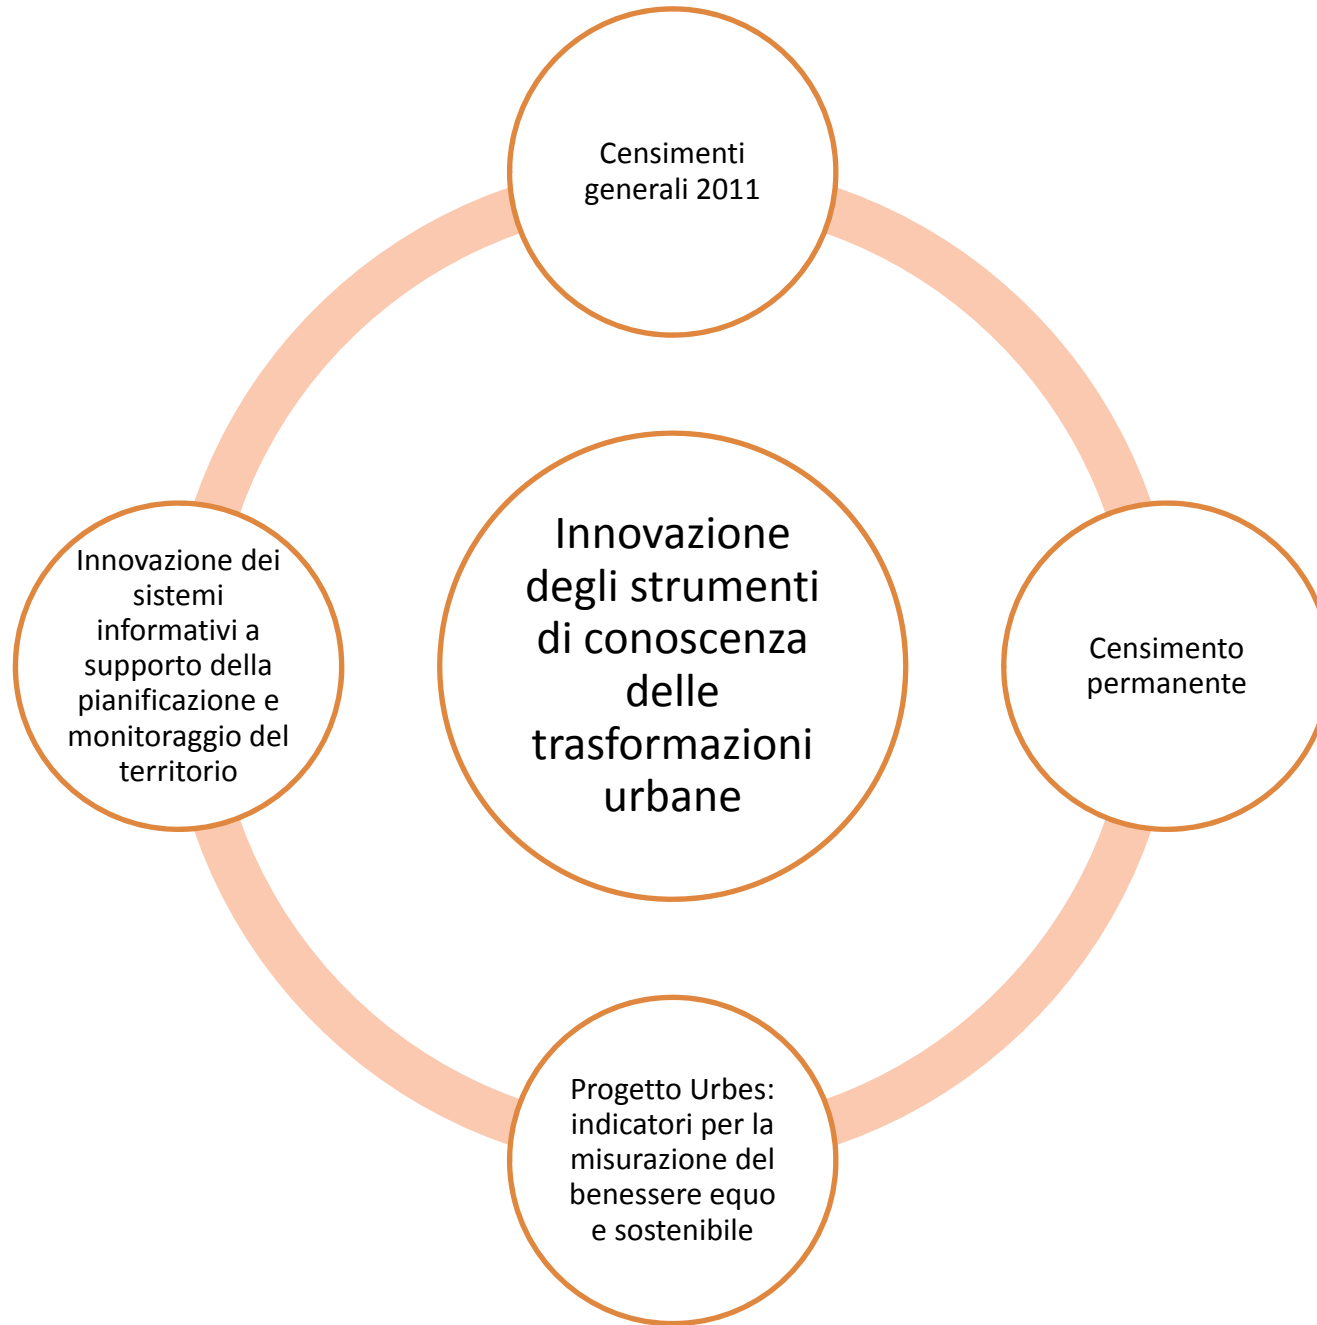 Censimenti
generali 2011
Innovazione dei
sistemi
informativi a
supporto della
pianificazione e
monitoraggio del
territorio
Innovazione
degli strumenti
di conoscenza
delle
trasformazioni
urbane
Censimento
permanente
Progetto Urbes:
indicatori per la
misurazione del
benessere equo
e sostenibile